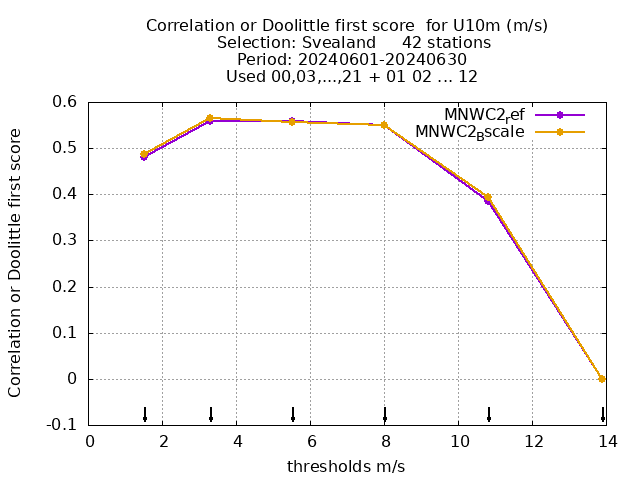 Correlation or Doolittle first score  for U10m (m/s)
Selection: Svealand     42 stations
Period: 20240601-20240630
Used 00,03,...,21 + 01 02 ... 12
MNWC2ref
MNWC2Bscale
Correlation or Doolittle first score
0.6
0.5
0.4
0.3
0.2
0.1
0
-0.1
0 2 4 6 8 10 12 14
thresholds m/s